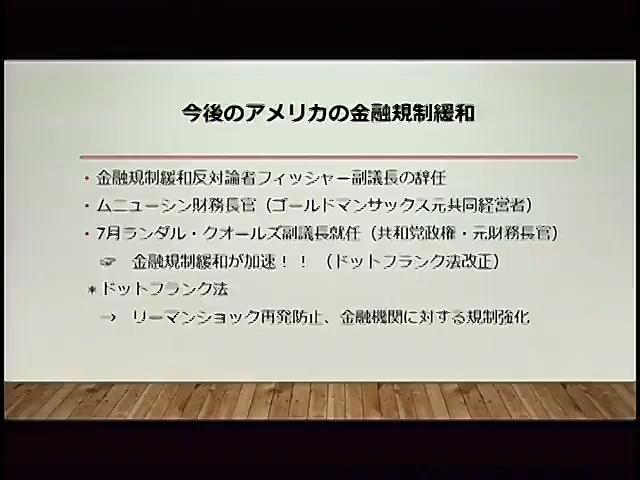 今後のアメリカの金融規制緩和
・金融規制緩和反対論者フィッシャー副議長の辞任
・ムニューシン財務長官（ゴールドマンサックス元共同経営者）
・7月ランダル・クオールズ副議長就任（共和党政権・元財務長官）
☞ 金融規制緩和が加速！！（ドットフランク法改正）
＊ドットフランク法
→ リーマンショック再発防止、金融機関に対する規制強化